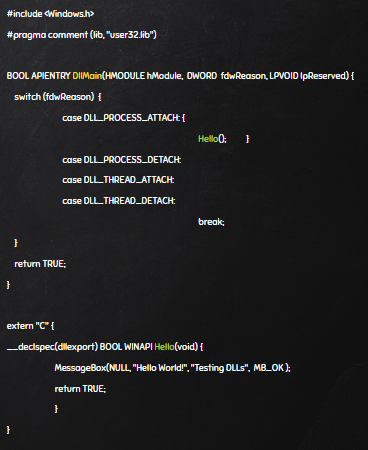 #include <Windows.h>
#pragma comment (lib, "user32.lib")
BOOL APIENTRY DllMain(HMODULE hModule, DWORD fdwReason, LPVOID lpReserved) {
switch (fdwReason) {
case DLL_PROCESS_ATTACH: {
Hello(); }
case DLL_PROCESS_DETACH:
case DLL_THREAD_ATTACH:
case DLL_THREAD_DETACH:
break;
}
return TRUE;
}
extern "C" {
__declspec(dllexport) BOOL WINAPI Hello(void) {
MessageBox(NULL, "Hello World!", "Testing DLLs", MB_OK );
return TRUE;
}
}